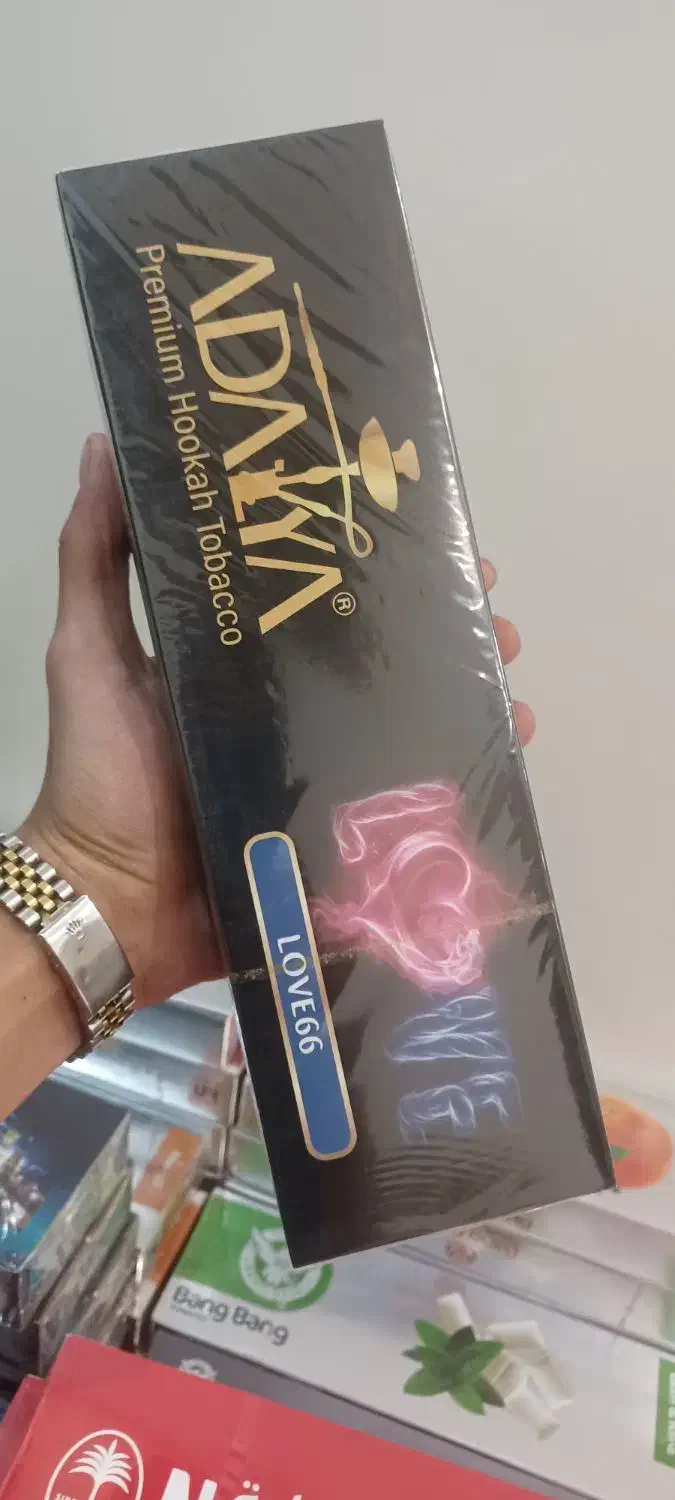 ADALYA®
Premium Hookah Tobacco
LOVE
LOVE66
Bang Bang